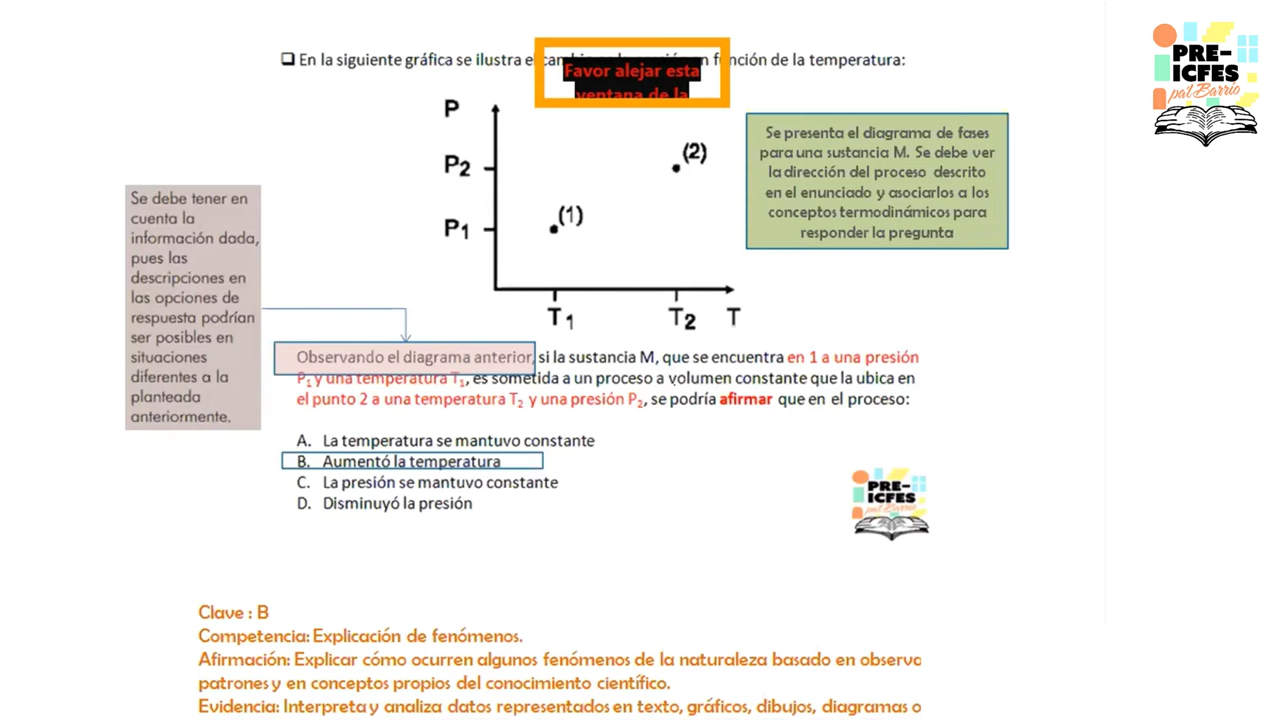 PRE-
ICFES
pa'l Barrio
❑ En la siguiente gráfica se ilustra el función de la temperatura:
Favor alejar esta
ventana de la
P
P2
P1
(1)
(2)
T1
T2
T
Se presenta el diagrama de fases
para una sustancia M. Se debe ver
la dirección del proceso descrito
en el enunciado y asociarlos a los
conceptos termodinámicos para
responder la pregunta
Se debe tener en
cuenta la
información dada,
pues las
descripciones en
las opciones de
respuesta podrían
ser posibles en
situaciones
diferentes a la
planteada
anteriormente.
Observando el diagrama anterior, si la sustancia M, que se encuentra en 1 a una presión
P1 y una temperatura T1, es sometida a un proceso a volumen constante que la ubica en
el punto 2 a una temperatura T2 y una presión P2, se podría afirmar que en el proceso:
A. La temperatura se mantuvo constante
B. Aumentó la temperatura
C. La presión se mantuvo constante
D. Disminuyó la presión
PRE-
ICFES
pa'l Barrio
Clave : B
Competencia: Explicación de fenómenos.
Afirmación: Explicar cómo ocurren algunos fenómenos de la naturaleza basado en observa
patrones y en conceptos propios del conocimiento científico.
Evidencia: Interpreta y analiza datos representados en texto, gráficos, dibujos, diagramas o